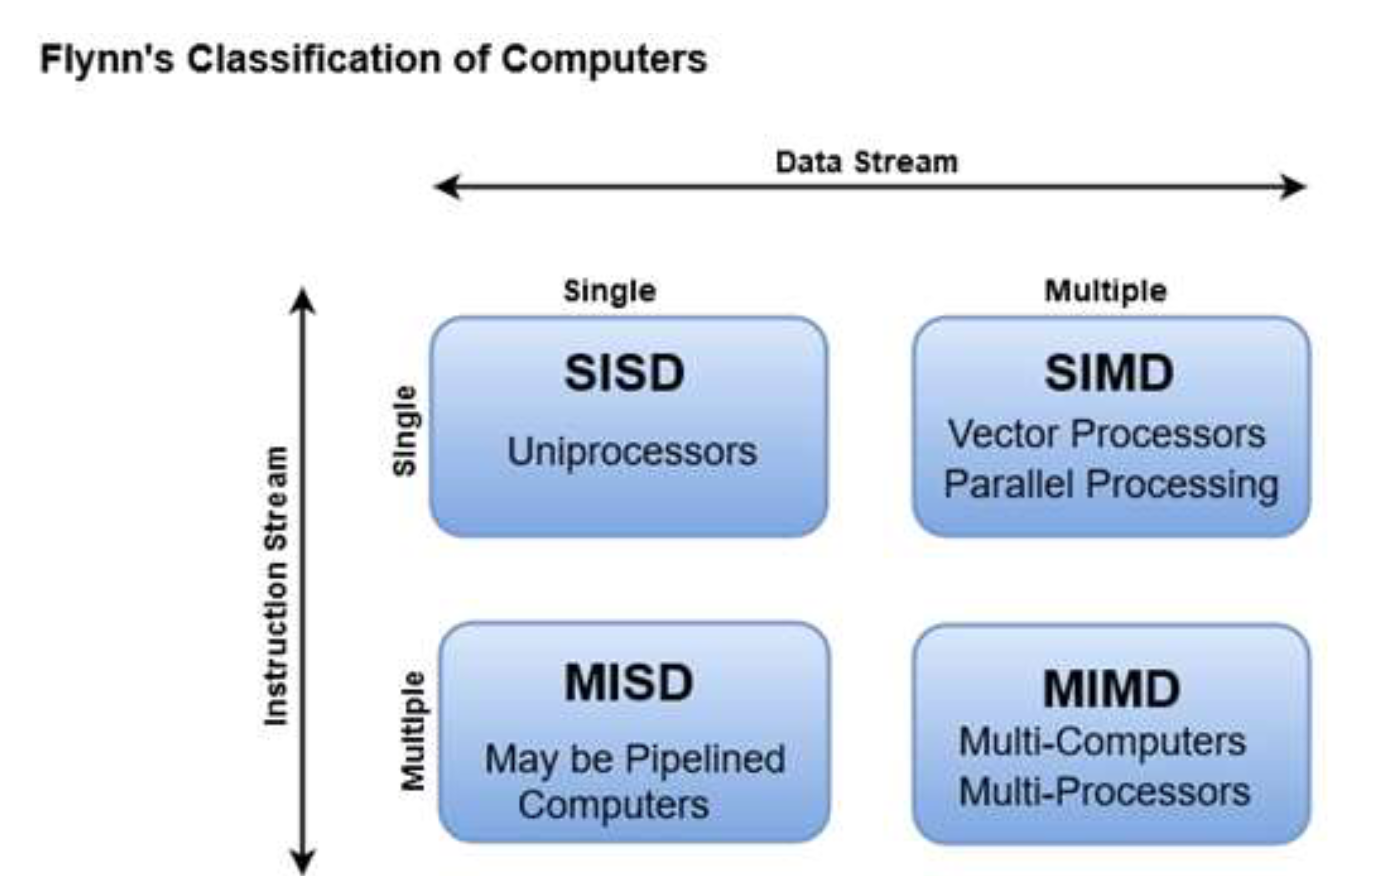 Flynn's Classification of Computers
Data Stream
Single
Multiple
Instruction Stream
Single
SISD
Uniprocessors
SIMD
Vector Processors
Parallel Processing
Multiple
MISD
May be Pipelined
Computers
MIMD
Multi-Computers
Multi-Processors